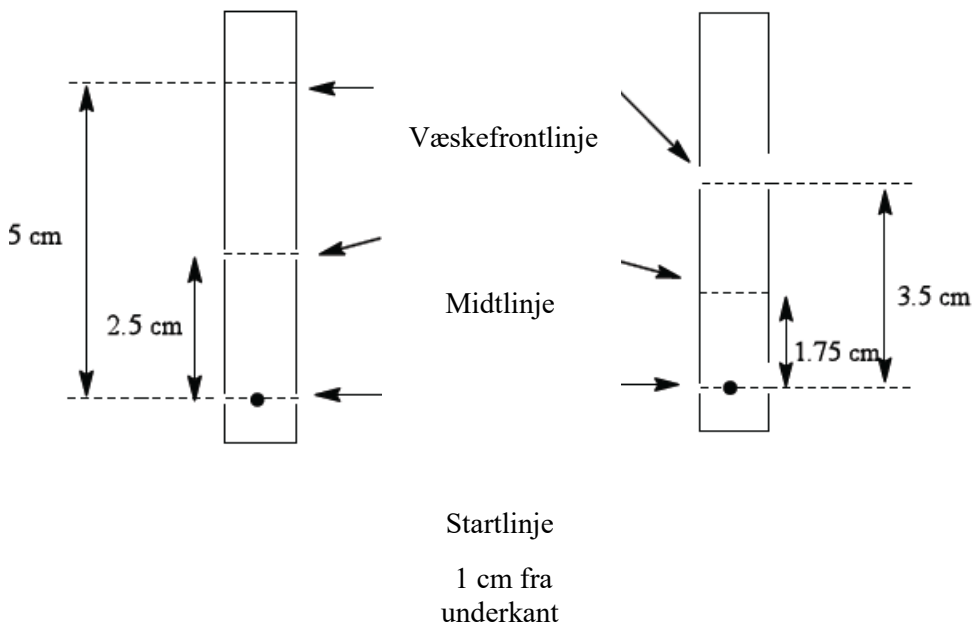 Væskefrontlinje
5 cm
Midtlinje
3.5 cm
2.5 cm
1.75 cm
Startlinje
1 cm fra
underkant